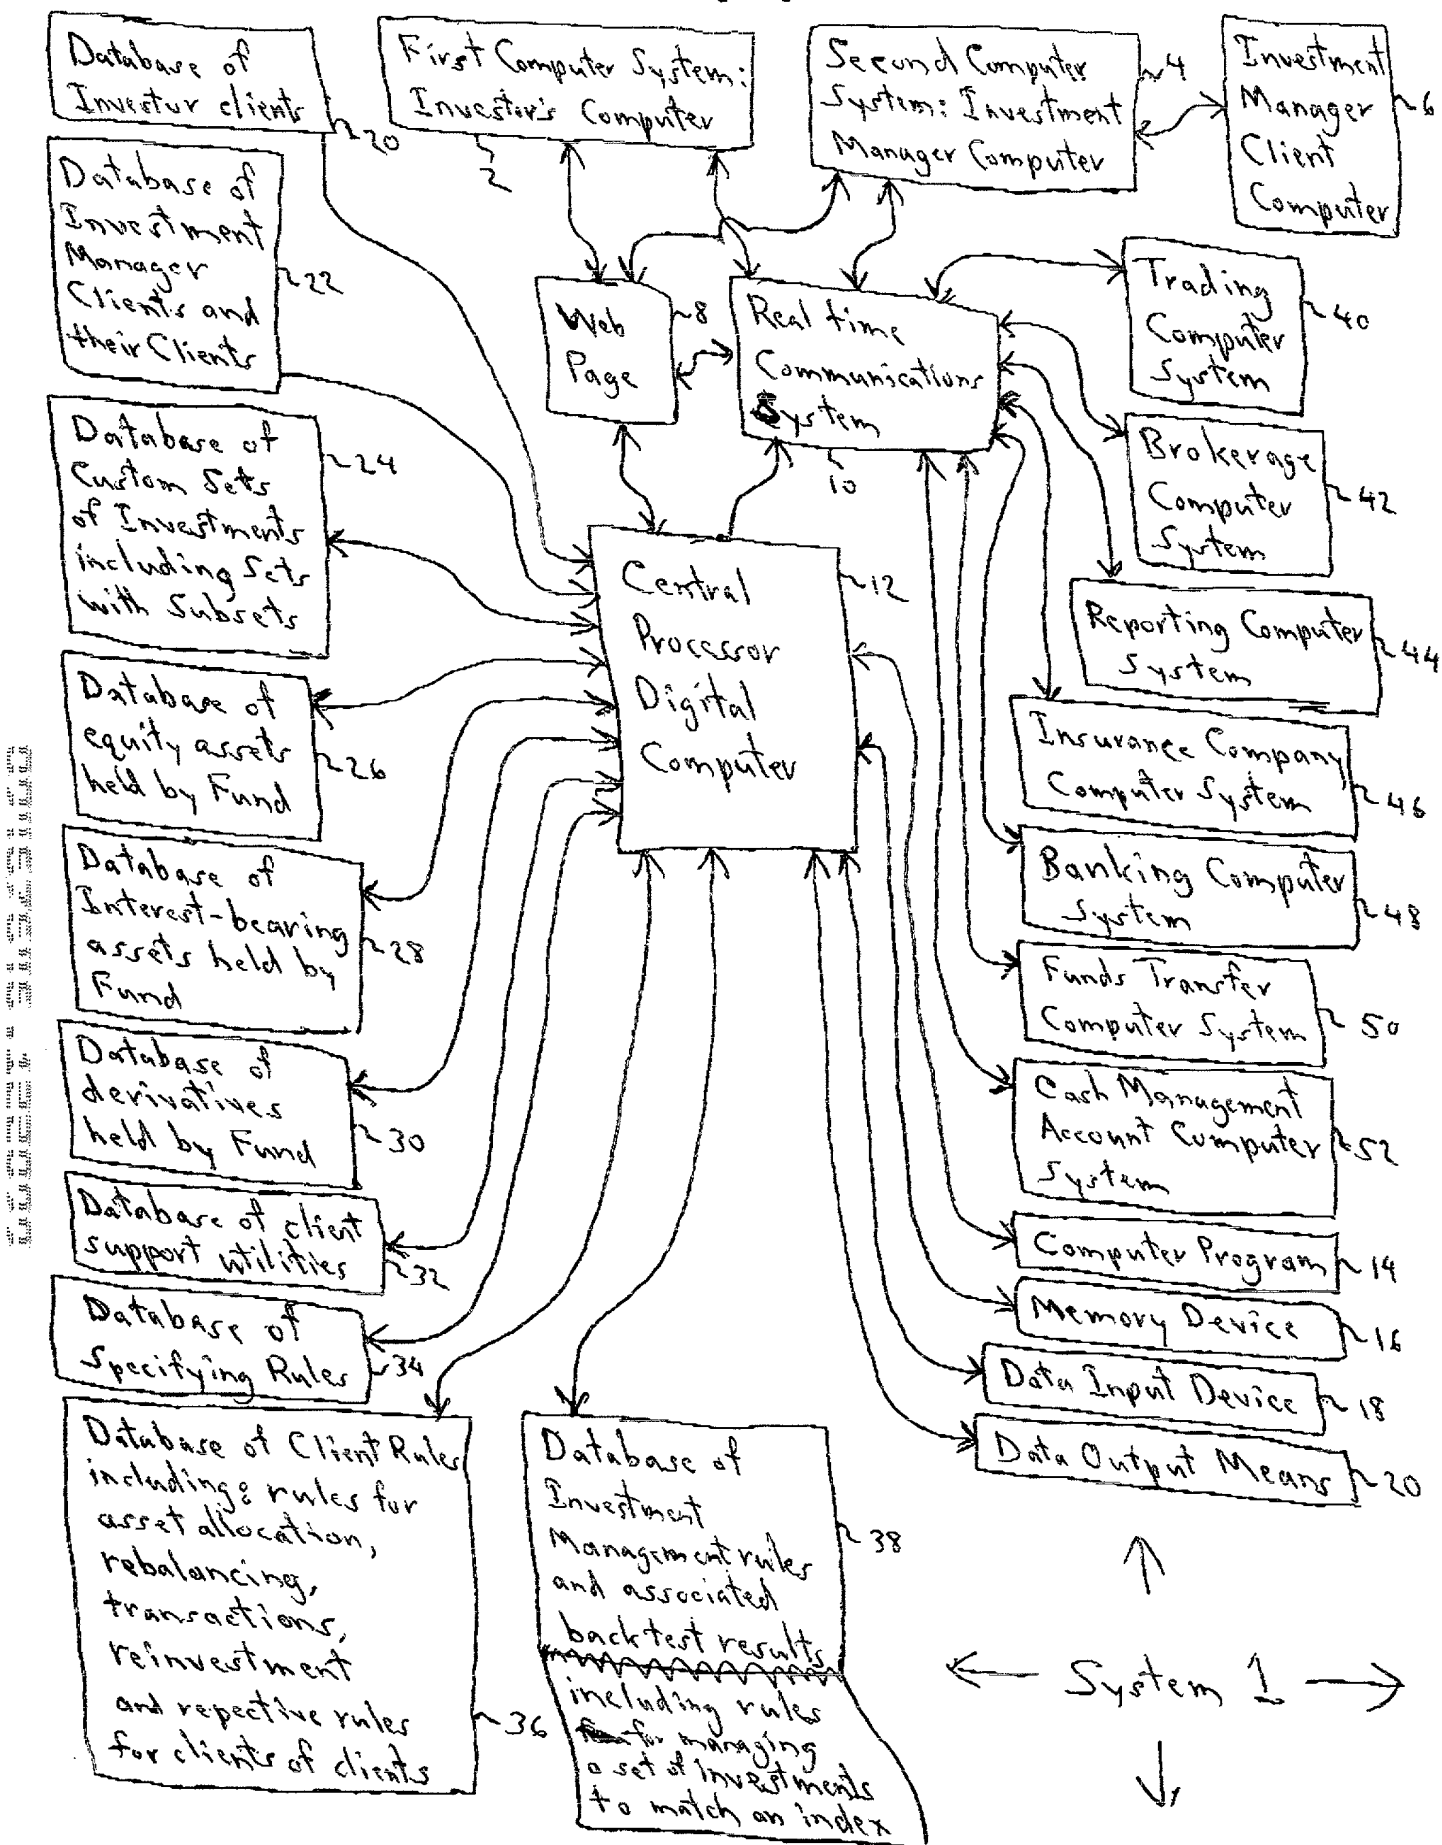 Database of
Investor clients
20
First Computer System:
Investor's Computer
2
Second Computer
System: Investment
Manager Computer
4
Investment
Manager
Client
Computer
6
Database of
Investment
Manager
Clients and
their Clients
22
Web
Page
8
Real time
Communications
System
10
Trading
Computer
System
40
Database of
Custom Sets
of Investments
including Sets
with Subsets
24
Brokerage
Computer
System
42
Central
Processor
Digital
Computer
12
Reporting Computer
System
44
Database of
equity assets
held by Fund
26
Insurance Company
Computer System
46
Database of
Interest-bearing
assets held by
Fund
28
Banking Computer
System
48
Funds Transfer
Computer System
50
Database of
derivatives
held by Fund
30
Cash Management
Account Computer
System
52
Database of client
support utilities
32
Computer Program
14
Memory Device
16
Database of
Specifying Rules
34
Data Input Device
18
Data Output Means
20
Database of Client Rules
including: rules for
asset allocation,
rebalancing,
transactions,
reinvestment
and repective rules
for clients of clients
36
Database of
Investment
Management rules
and associated
backtest results
including rules
for managing
a set of investments
to match an index
38
System 1